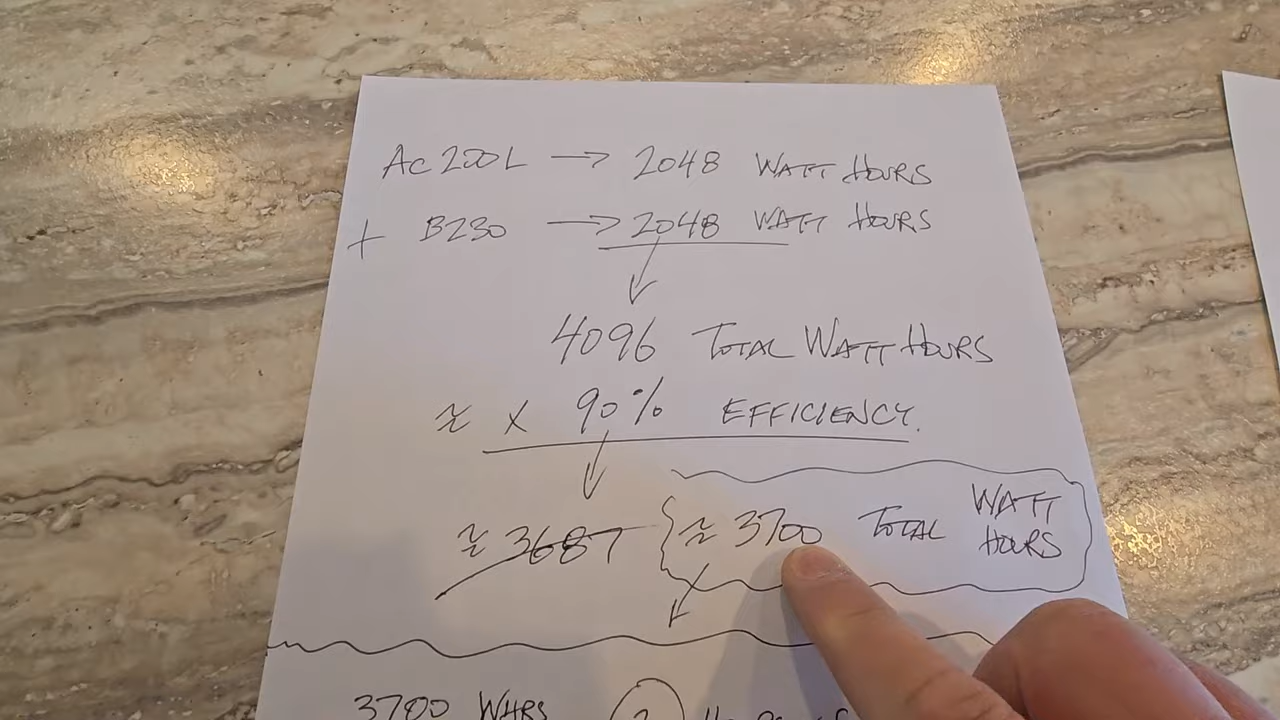 AC200L → 2048 WATT HOURS
+ B230 → 2048 WATT HOURS
4096 TOTAL WATT HOURS
≈ x 90% EFFICIENCY.
≈ 3687 ≈ 3700 TOTAL WATT HOURS
3700 WHRS ?